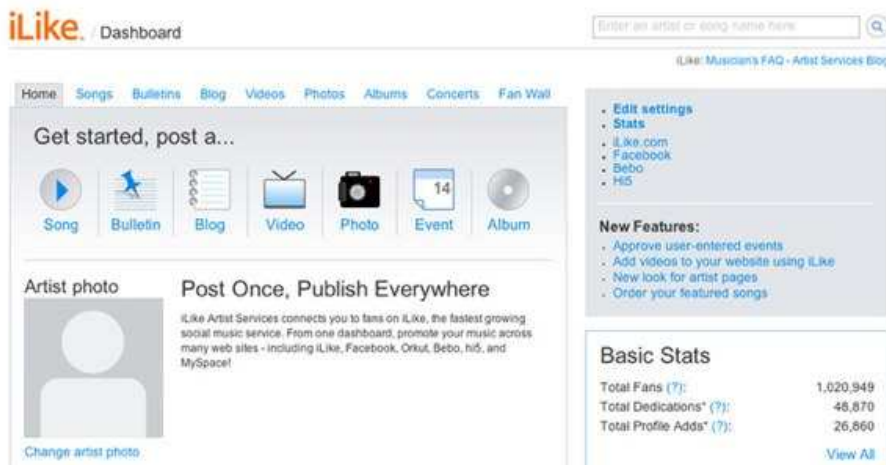 iLike. / Dashboard
Enter an artist or song name here
iLike: Musician's FAQ - Artist Services Blog
Home Songs Bulletins Blog Videos Photos Albums Concerts Fan Wall
Get started, post a...
14
Song Bulletin Blog Video Photo Event Album
Artist photo
Change artist photo
Post Once, Publish Everywhere
iLike Artist Services connects you to fans on iLike, the fastest growing
social music service. From one dashboard, promote your music across
many web sites - including iLike, Facebook, Orkut, Bebo, hi5, and
MySpace!
Edit settings
Stats
iLike.com
Facebook
Bebo
Hi5
New Features:
Approve user-entered events
Add videos to your website using iLike
New look for artist pages
Order your featured songs
Basic Stats
Total Fans (?): 1,020,949
Total Dedications* (?): 48,870
Total Profile Adds* (?): 26,860
View All